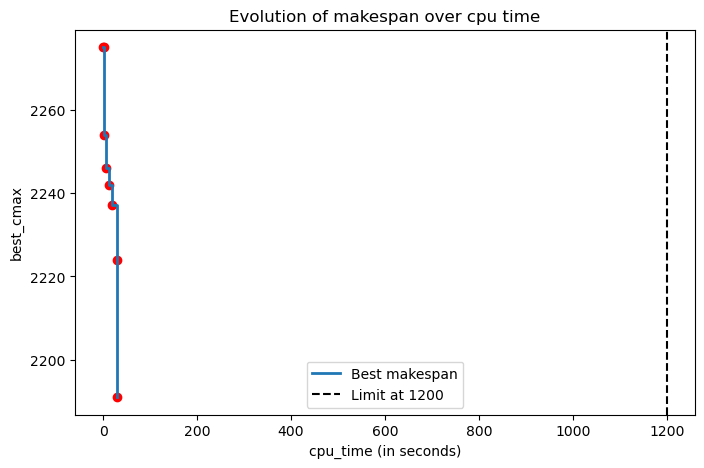 Evolution of makespan over cpu time
best_cmax
2260
2240
2220
2200
Best makespan
Limit at 1200
0
200
400
600
800
1000
1200
cpu_time (in seconds)